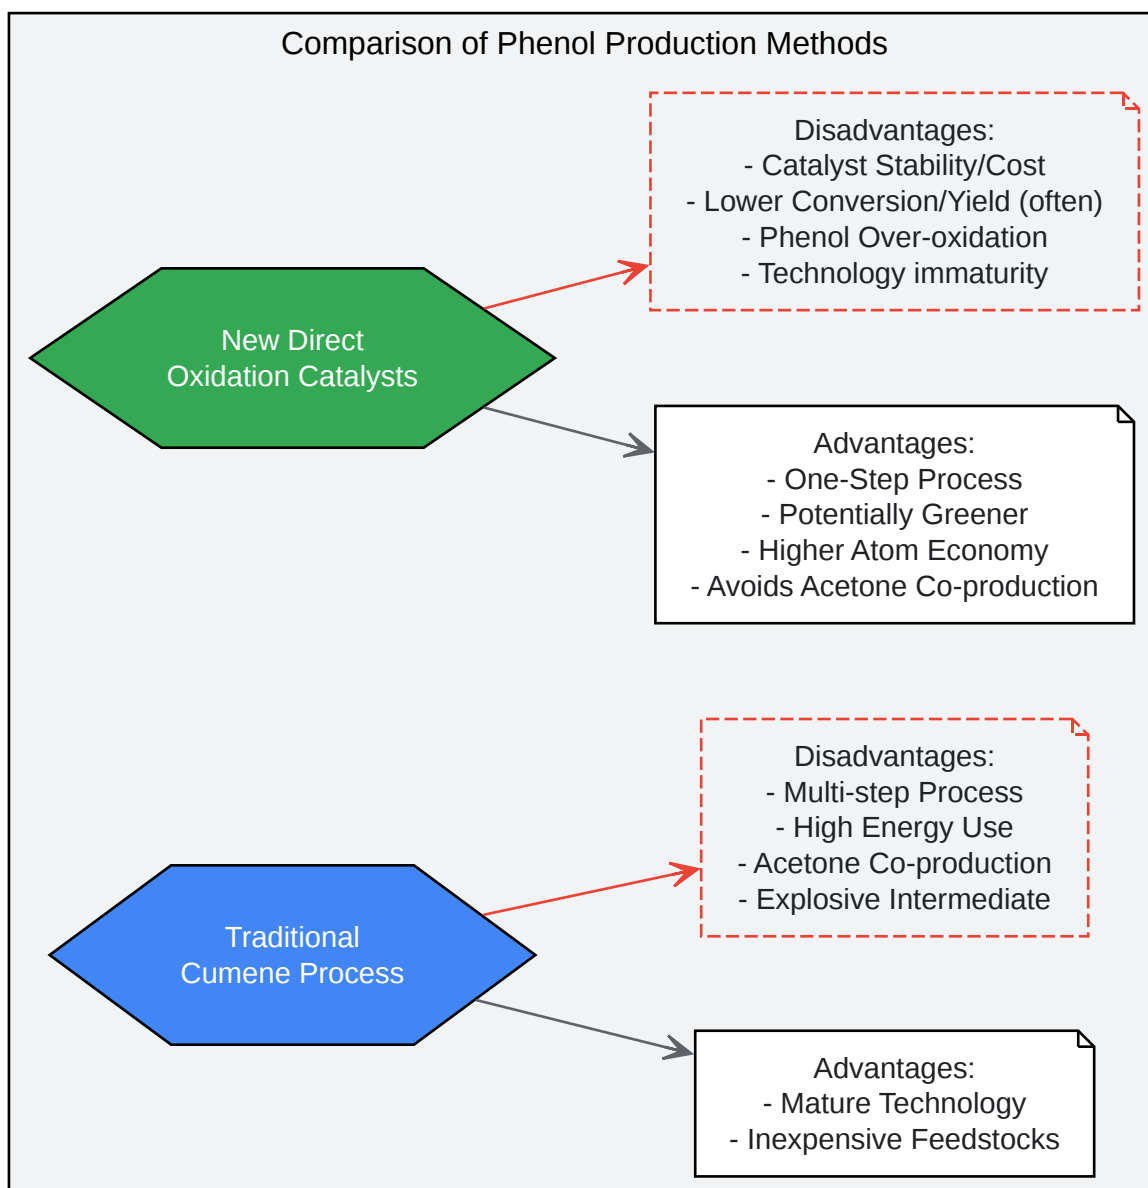 Comparison of Phenol Production Methods
Disadvantages:
- Catalyst Stability/Cost
- Lower Conversion/Yield (often)
- Phenol Over-oxidation
- Technology immaturity
New Direct
Oxidation Catalysts
Advantages:
- One-Step Process
- Potentially Greener
- Higher Atom Economy
- Avoids Acetone Co-production
Disadvantages:
- Multi-step Process
- High Energy Use
- Acetone Co-production
- Explosive Intermediate
Traditional
Cumene Process
Advantages:
- Mature Technology
- Inexpensive Feedstocks